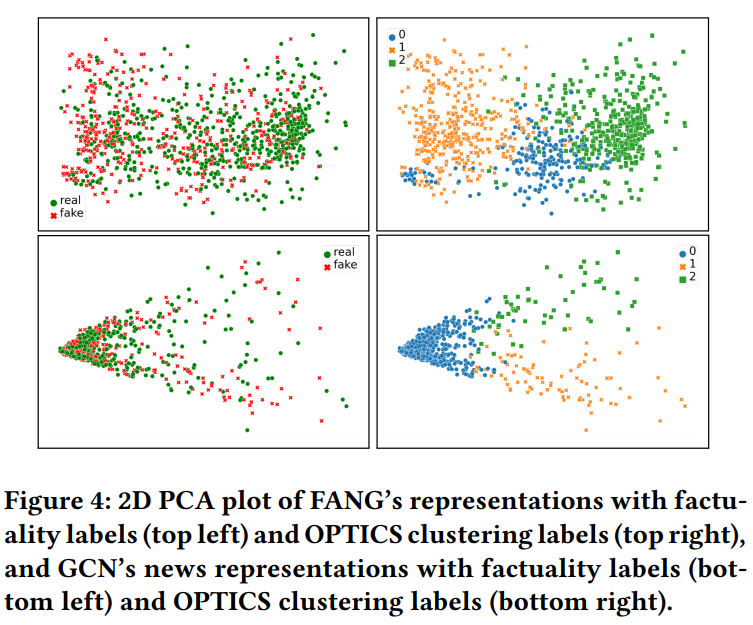 real
fake
0
1
2
real
fake
0
1
2
Figure 4: 2D PCA plot of FANG's representations with factu-
ality labels (top left) and OPTICS clustering labels (top right),
and GCN's news representations with factuality labels (bot-
tom left) and OPTICS clustering labels (bottom right).